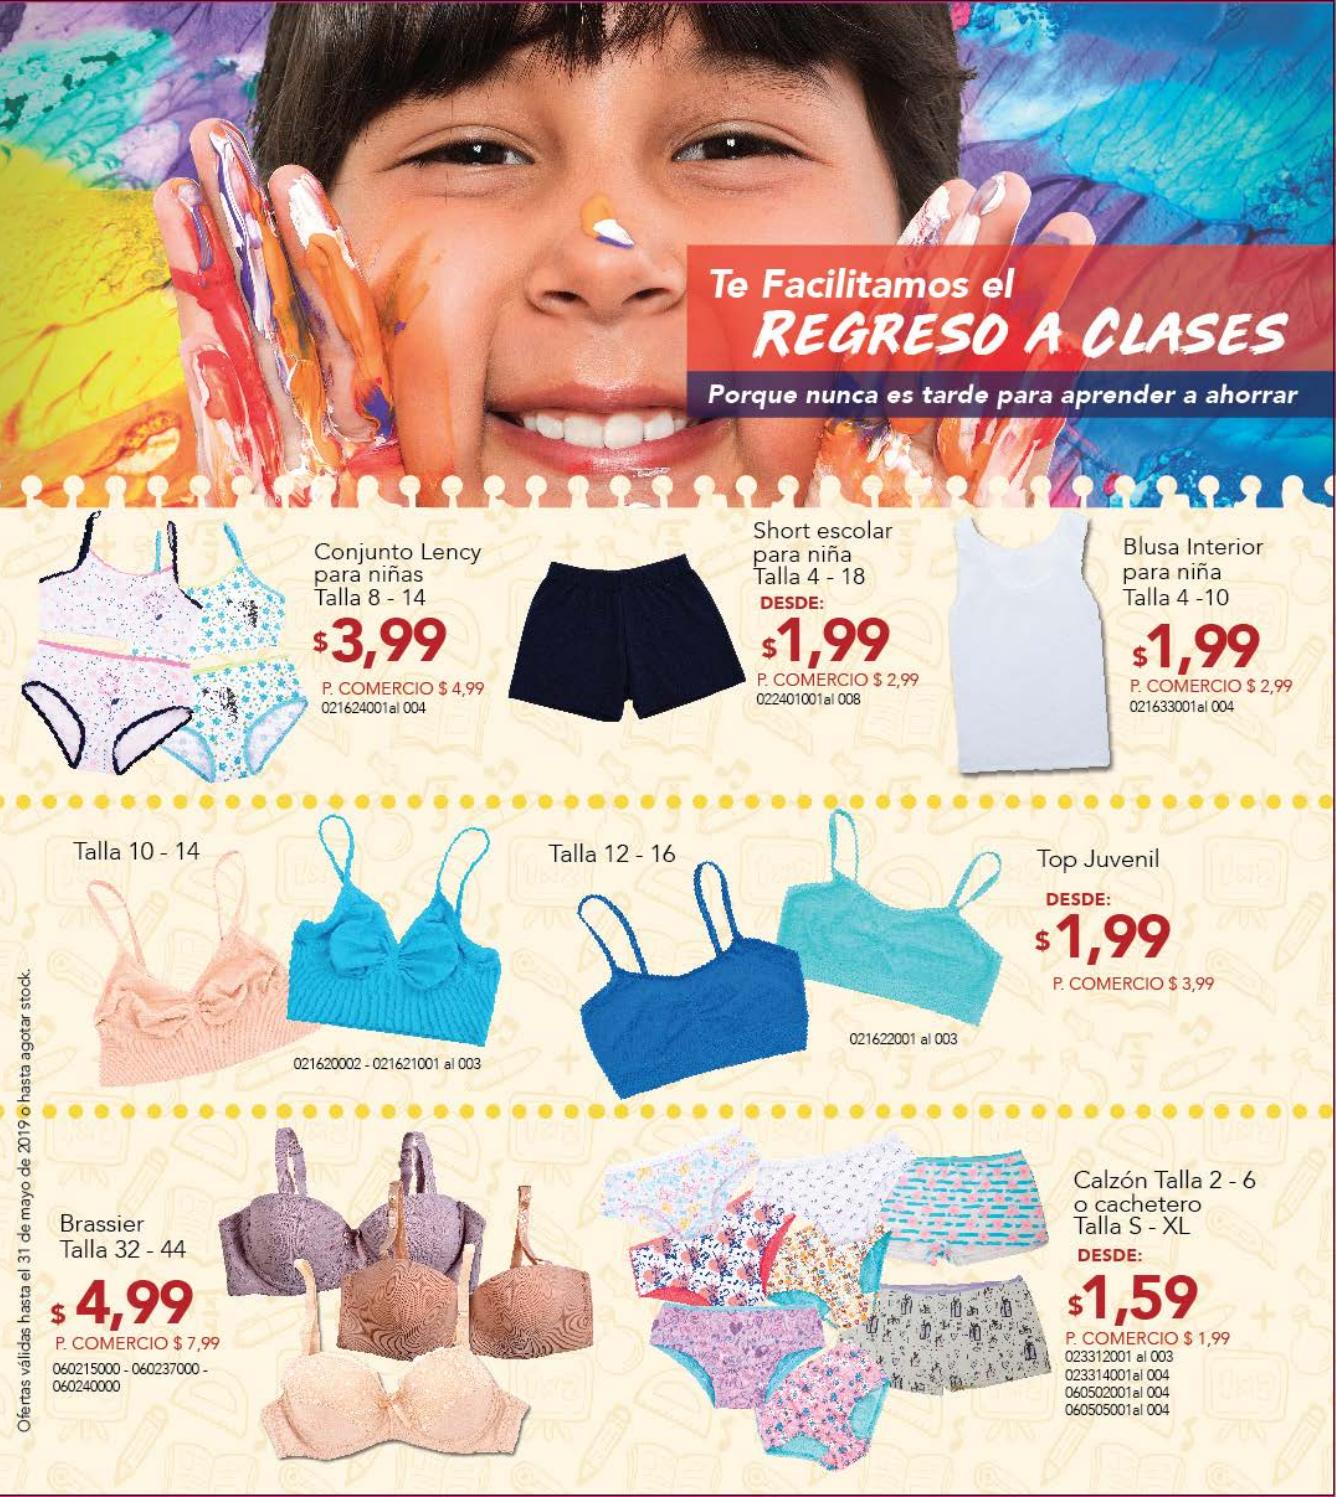 Te Facilitamos el
REGRESO A CLASES
Porque nunca es tarde para aprender a ahorrar
Conjunto Lency
para niñas
Talla 8 - 14
$3,99
P. COMERCIO $ 4,99
021624001al 004
Short escolar
para niña
Talla 4 - 18
DESDE:
$1,99
P. COMERCIO $ 2,99
022401001al 008
Blusa Interior
para niña
Talla 4 -10
$1,99
P. COMERCIO $ 2,99
021633001al 004
Talla 10 - 14
021620002 - 021621001 al 003
Talla 12 - 16
021622001 al 003
Top Juvenil
DESDE:
$1,99
P. COMERCIO $ 3,99
Brassier
Talla 32 - 44
$ 4,99
P. COMERCIO $ 7,99
060215000 - 060237000 -
060240000
Calzón Talla 2 - 6
o cachetero
Talla S - XL
DESDE:
$1,59
P. COMERCIO $ 1,99
023312001 al 003
023314001al 004
060502001al 004
060505001al 004
Ofertas válidas hasta el 31 de mayo de 2019 o hasta agotar stock.